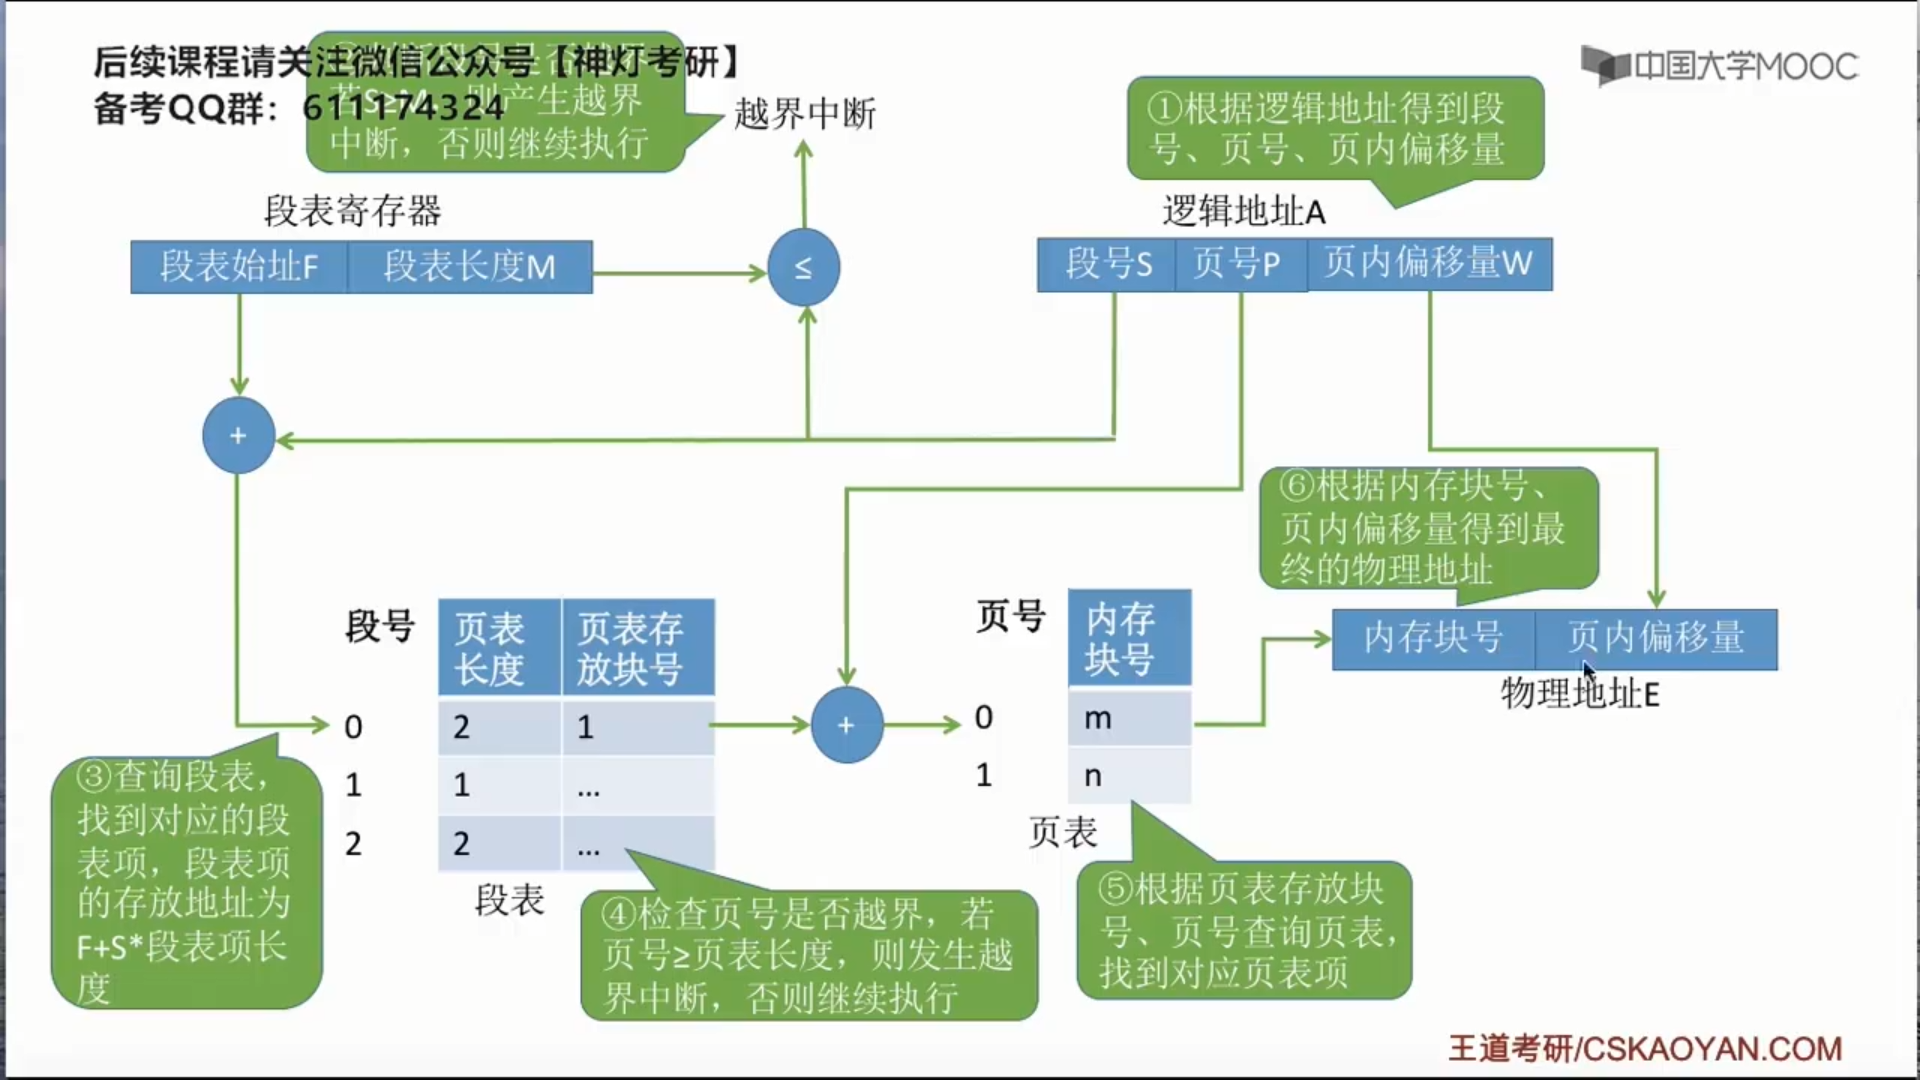 后续课程请关注微信公众号【神灯考研】
备考QQ群：611174324
产生越界
中断，否则继续执行
越界中断
中国大学MOOC
①根据逻辑地址得到段
号、页号、页内偏移量
段表寄存器
段表始址F
段表长度M
≤
逻辑地址A
段号S
页号P
页内偏移量W
+
⑥根据内存块号、
页内偏移量得到最
终的物理地址
段号
页表
长度
页表存
放块号
0
2
1
1
1
...
2
2
...
段表
+
页号
内存
块号
0
m
1
n
页表
内存块号
页内偏移量
物理地址E
③查询段表，
找到对应的段
表项，段表项
的存放地址为
F+S*段表项长
度
④检查页号是否越界，若
页号≥页表长度，则发生越
界中断，否则继续执行
⑤根据页表存放块
号、页号查询页表，
找到对应页表项
王道考研/CSKAOYAN.COM